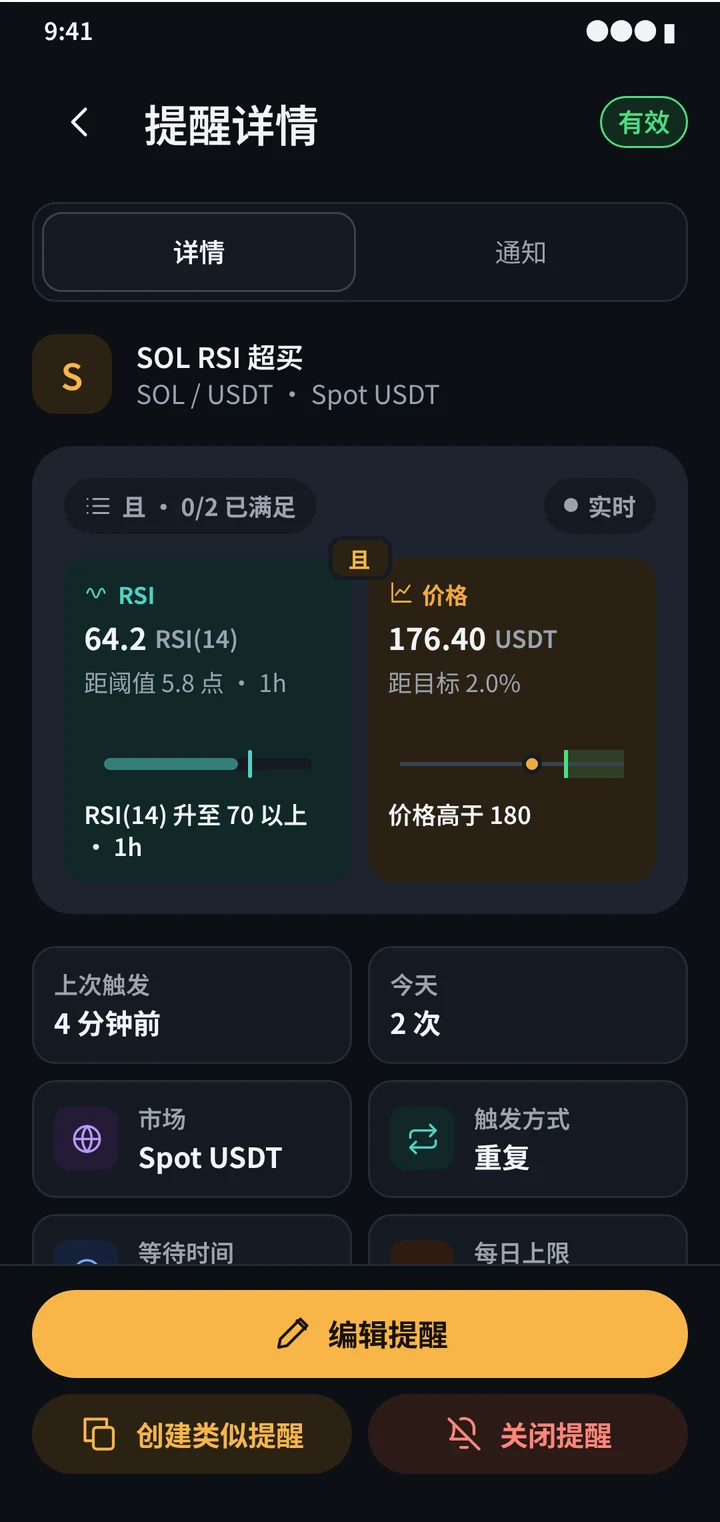 9:41
提醒详情
有效
详情
通知
S
SOL RSI 超买
SOL / USDT • Spot USDT
且 • 0/2 已满足
实时
且
RSI
64.2 RSI(14)
距阈值 5.8 点 • 1h
RSI(14) 升至 70 以上
• 1h
价格
176.40 USDT
距目标 2.0%
价格高于 180
上次触发
4 分钟前
今天
2 次
市场
Spot USDT
触发方式
重复
等待时间
每日上限
编辑提醒
创建类似提醒
关闭提醒